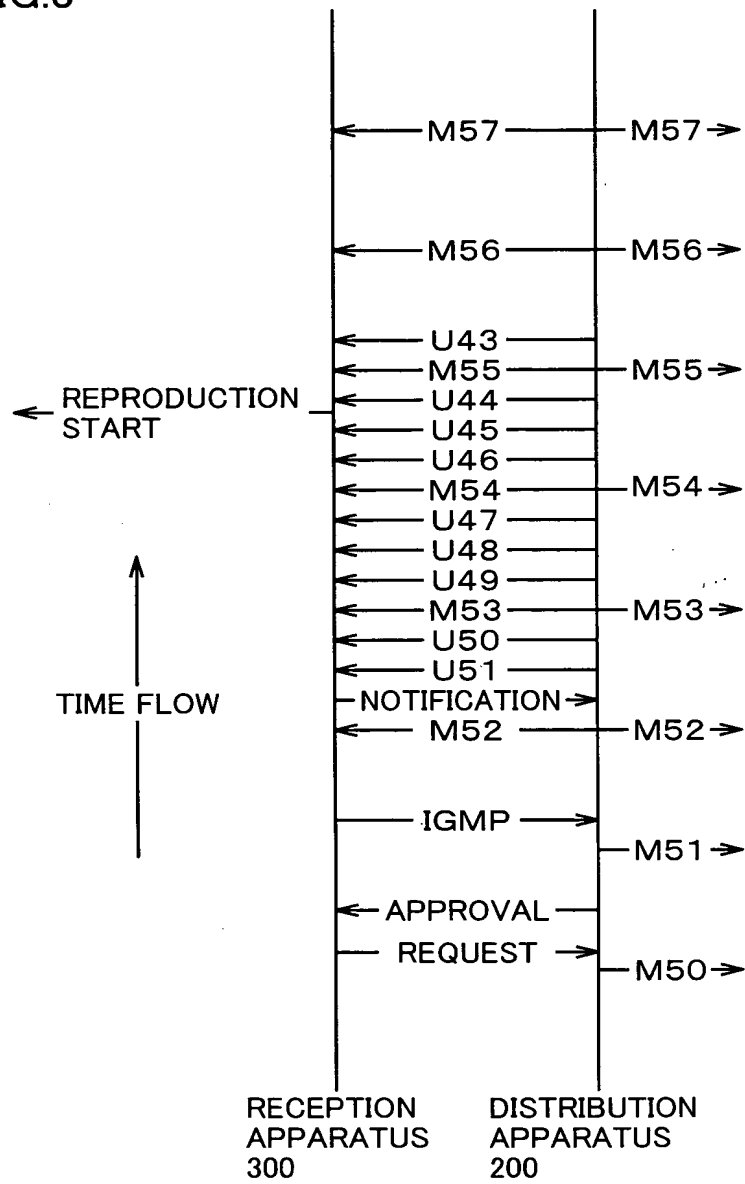 M57 M57
M56 M56
U43
M55 M55
U44
REPRODUCTION
START
U45
U46
M54 M54
U47
U48
U49
M53 M53
U50
U51
TIME FLOW
NOTIFICATION
M52 M52
IGMP
M51
APPROVAL
REQUEST
M50
RECEPTION
APPARATUS
300
DISTRIBUTION
APPARATUS
200